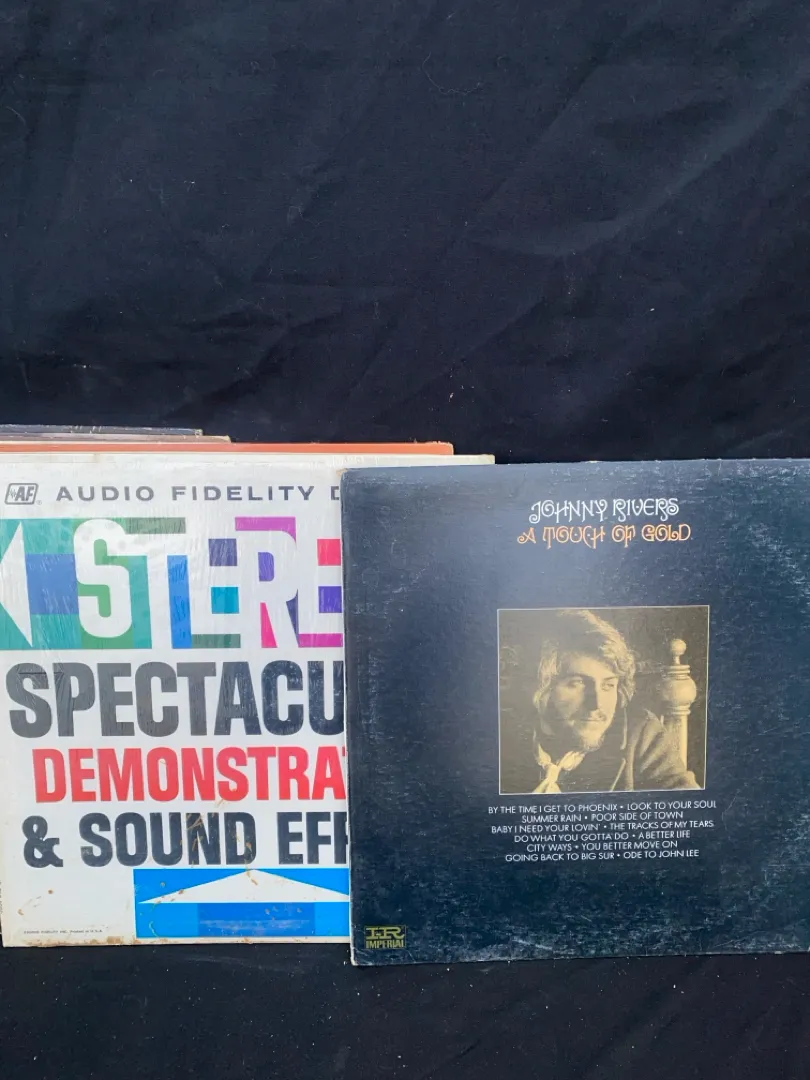 AF AUDIO FIDELITY D
STERE
SPECTACU
DEMONSTRA
& SOUND EFF
JOHNNY RIVERS
A TOUCH OF GOLD
BY THE TIME I GET TO PHOENIX • LOOK TO YOUR SOUL
SUMMER RAIN • POOR SIDE OF TOWN
BABY I NEED YOUR LOVIN' • THE TRACKS OF MY TEARS
DO WHAT YOU GOTTA' DO • A BETTER LIFE
CITY WAYS • YOU BETTER MOVE ON
GOING BACK TO BIG SUR • ODE TO JOHN LEE
IR
IMPERIAL